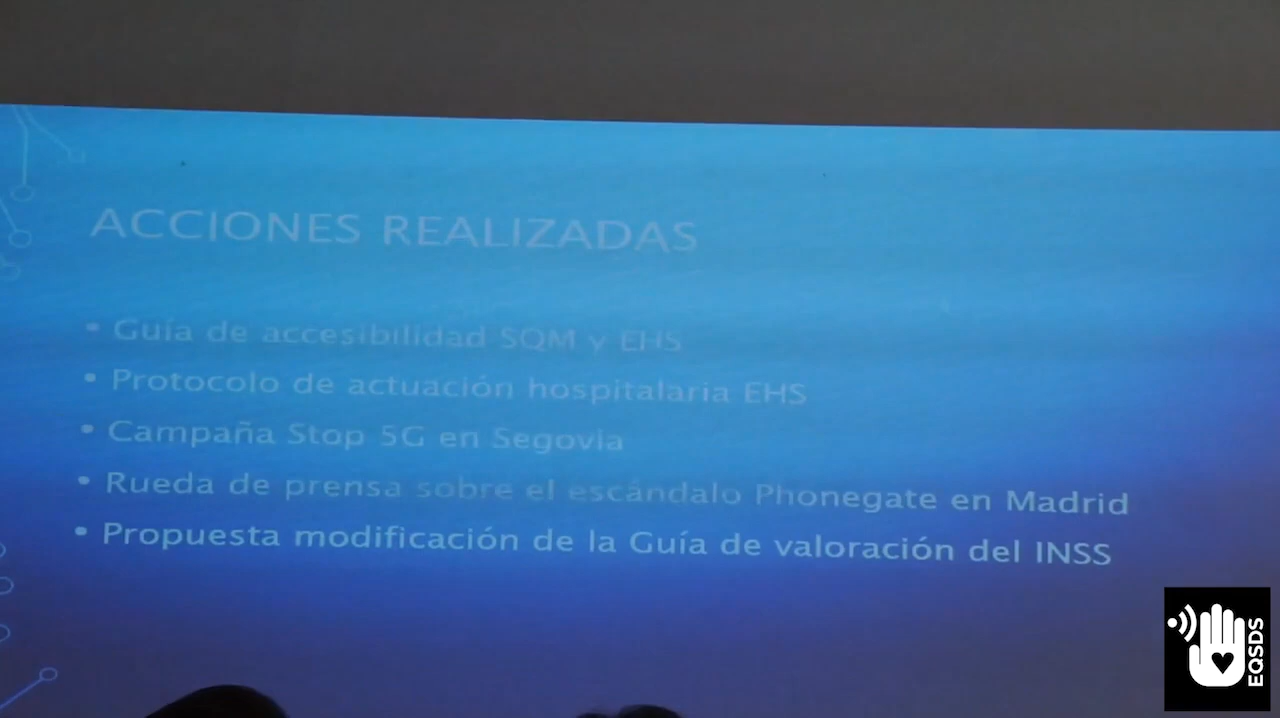 ACCIONES REALIZADAS
• Guía de accesibilidad SQM y EHS
• Protocolo de actuación hospitalaria EHS
• Campaña Stop 5G en Segovia
• Rueda de prensa sobre el escándalo Phonegate en Madrid
• Propuesta modificación de la Guía de valoración del INSS
EQSDS